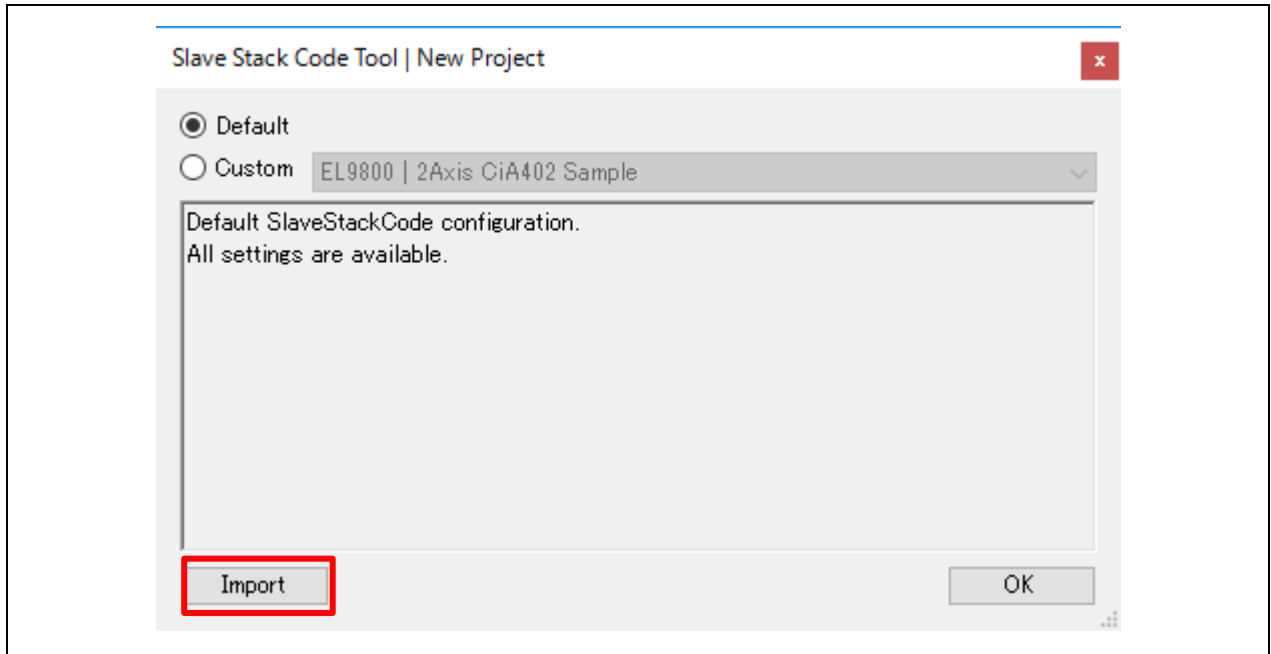 Slave Stack Code Tool | New Project
x
Default
Custom EL9800 | 2Axis CiA402 Sample
Default SlaveStackCode configuration.
All settings are available.
Import OK